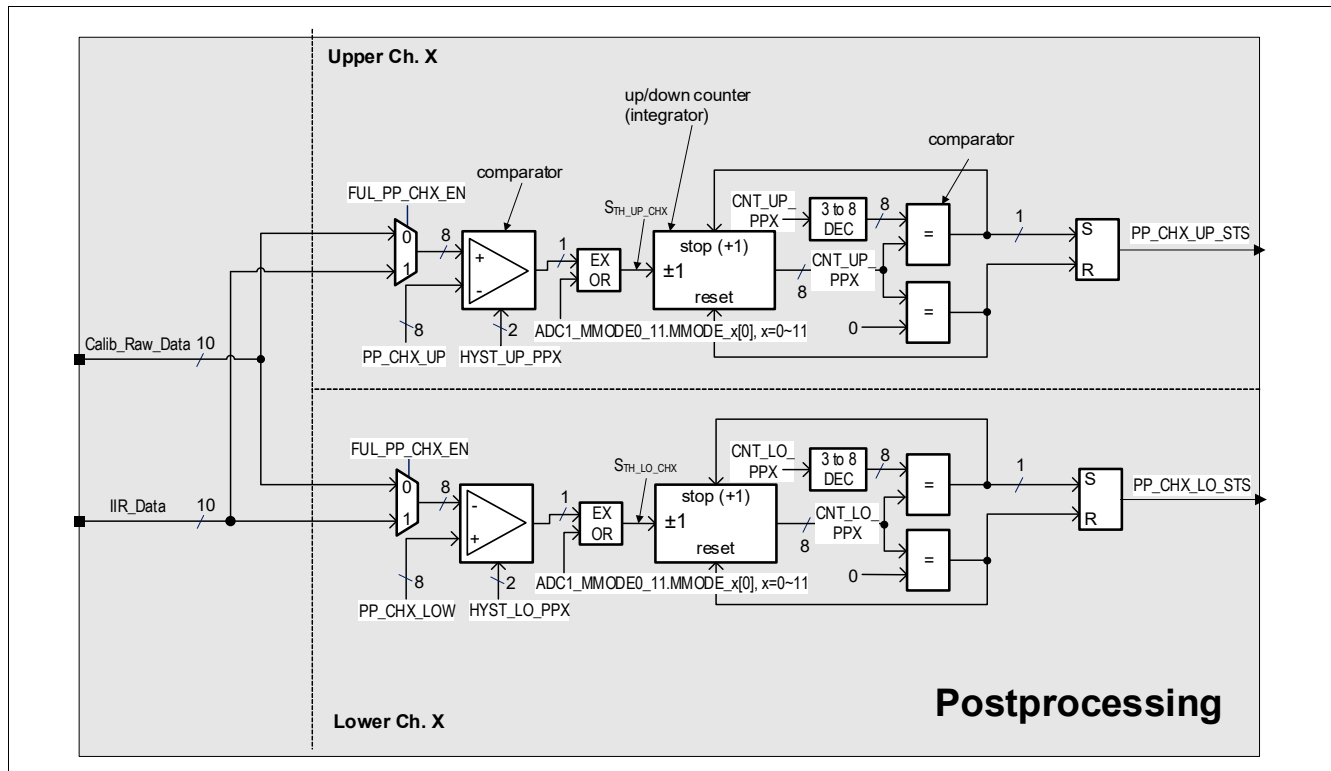 Upper Ch. X
up/down counter
(integrator)
comparator
comparator
FUL_PP_CHX_EN
0
1
8
+
-
1
EX
OR
STH_UP_CHX
stop (+1)
±1
reset
CNT_UP_
PPX
3 to 8
DEC
8
=
1
S
R
PP_CHX_UP_STS
CNT_UP_
PPX
8
0
=
8
2
ADC1_MMODE0_11.MMODE_x[0], x=0~11
PP_CHX_UP
HYST_UP_PPX
Calib_Raw_Data 10
IIR_Data 10
FUL_PP_CHX_EN
0
1
8
-
+
1
EX
OR
STH_LO_CHX
stop (+1)
±1
reset
CNT_LO_
PPX
3 to 8
DEC
8
=
1
S
R
PP_CHX_LO_STS
CNT_LO_
PPX
8
0
=
8
2
ADC1_MMODE0_11.MMODE_x[0], x=0~11
PP_CHX_LOW
HYST_LO_PPX
Lower Ch. X
Postprocessing